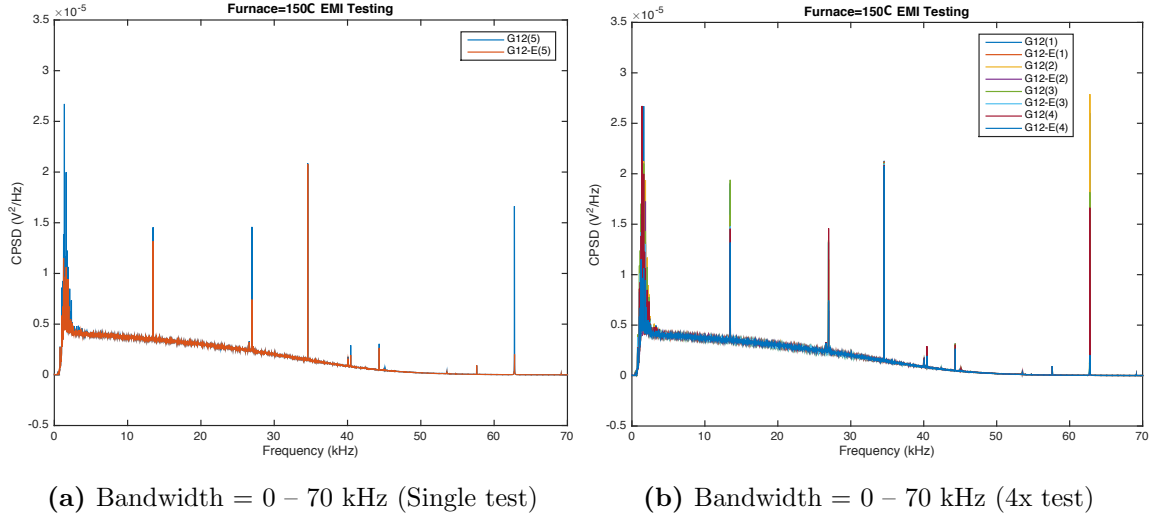 Furnace=150C EMI Testing
×10⁻⁵
3.5
3
2.5
2
1.5
1
0.5
0
-0.5
CPSD (V²/Hz)
G12(5)
G12-E(5)
0 10 20 30 40 50 60 70
Frequency (kHz)
(a) Bandwidth = 0 – 70 kHz (Single test)
Furnace=150C EMI Testing
×10⁻⁵
3.5
3
2.5
2
1.5
1
0.5
0
-0.5
CPSD (V²/Hz)
G12(1)
G12-E(1)
G12(2)
G12-E(2)
G12(3)
G12-E(3)
G12(4)
G12-E(4)
0 10 20 30 40 50 60 70
Frequency (kHz)
(b) Bandwidth = 0 – 70 kHz (4x test)